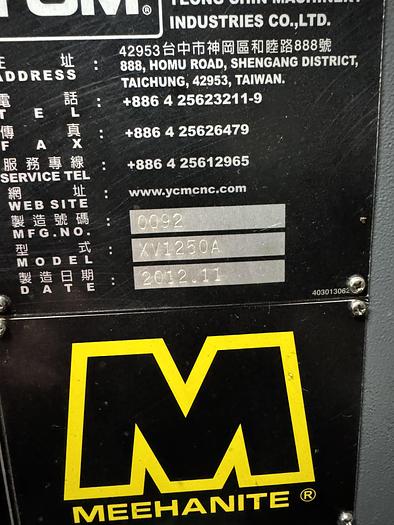 YCM®
YEONG CHIN MACHINERY
INDUSTRIES CO.,LTD.
住址 : 42953台中市神岡區和睦路888號
ADDRESS 888, HOMU ROAD, SHENGANG DISTRICT,
TAICHUNG, 42953, TAIWAN.
電話 : +886 4 25623211-9
TEL
傳真 : +886 4 25626479
FAX
服務專線 : +886 4 25612965
SERVICE TEL
網址 : www.ycmcnc.com
WEB SITE
製造號碼 : 0092
MFG.NO.
型式 : XV1250A
MODEL
製造日期 : 2012.11
DATE
403013062
M
MEEHANITE ®